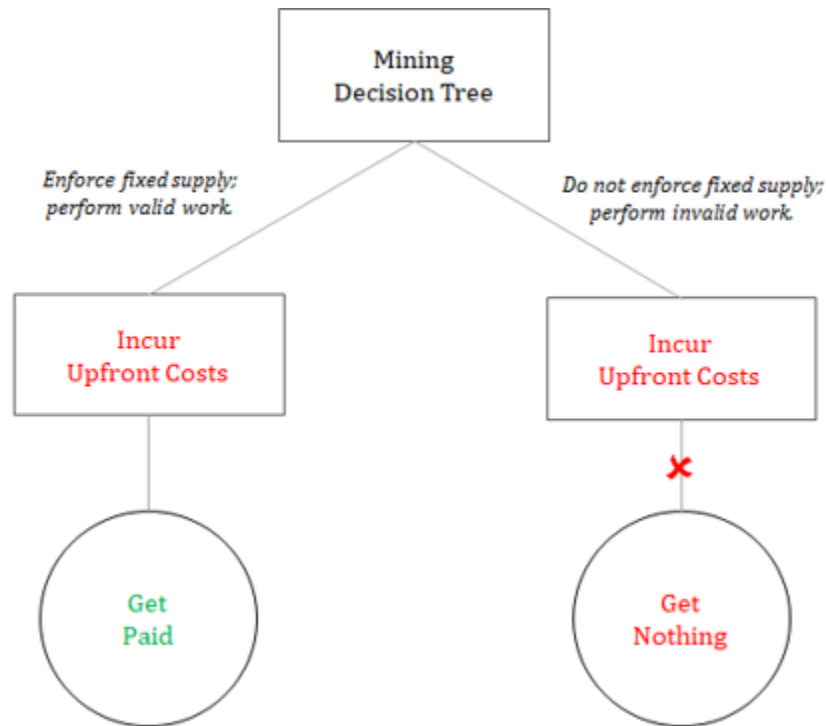 Mining
Decision Tree
Enforce fixed supply;
perform valid work.
Do not enforce fixed supply;
perform invalid work.
Incur
Upfront Costs
Incur
Upfront Costs
Get
Paid
Get
Nothing